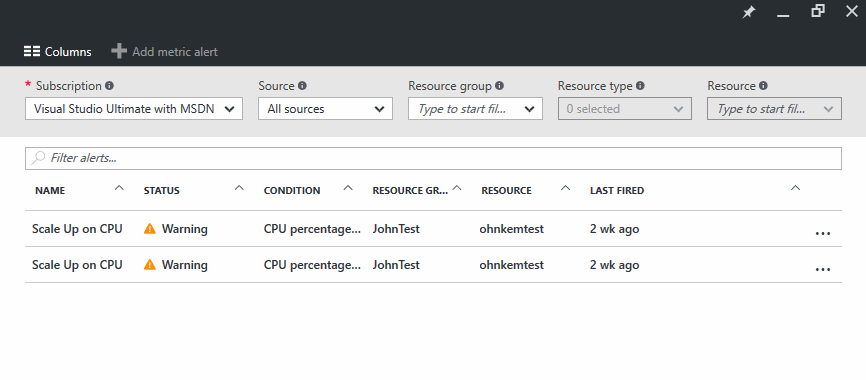 Columns Add metric alert
* Subscription Source Resource group Resource type Resource
Visual Studio Ultimate with MSDN All sources Type to start fil... 0 selected Type to start fil...
Filter alerts...
NAME STATUS CONDITION RESOURCE GR... RESOURCE LAST FIRED
Scale Up on CPU Warning CPU percentage... JohnTest ohnkemtest 2 wk ago ...
Scale Up on CPU Warning CPU percentage... JohnTest ohnkemtest 2 wk ago ...